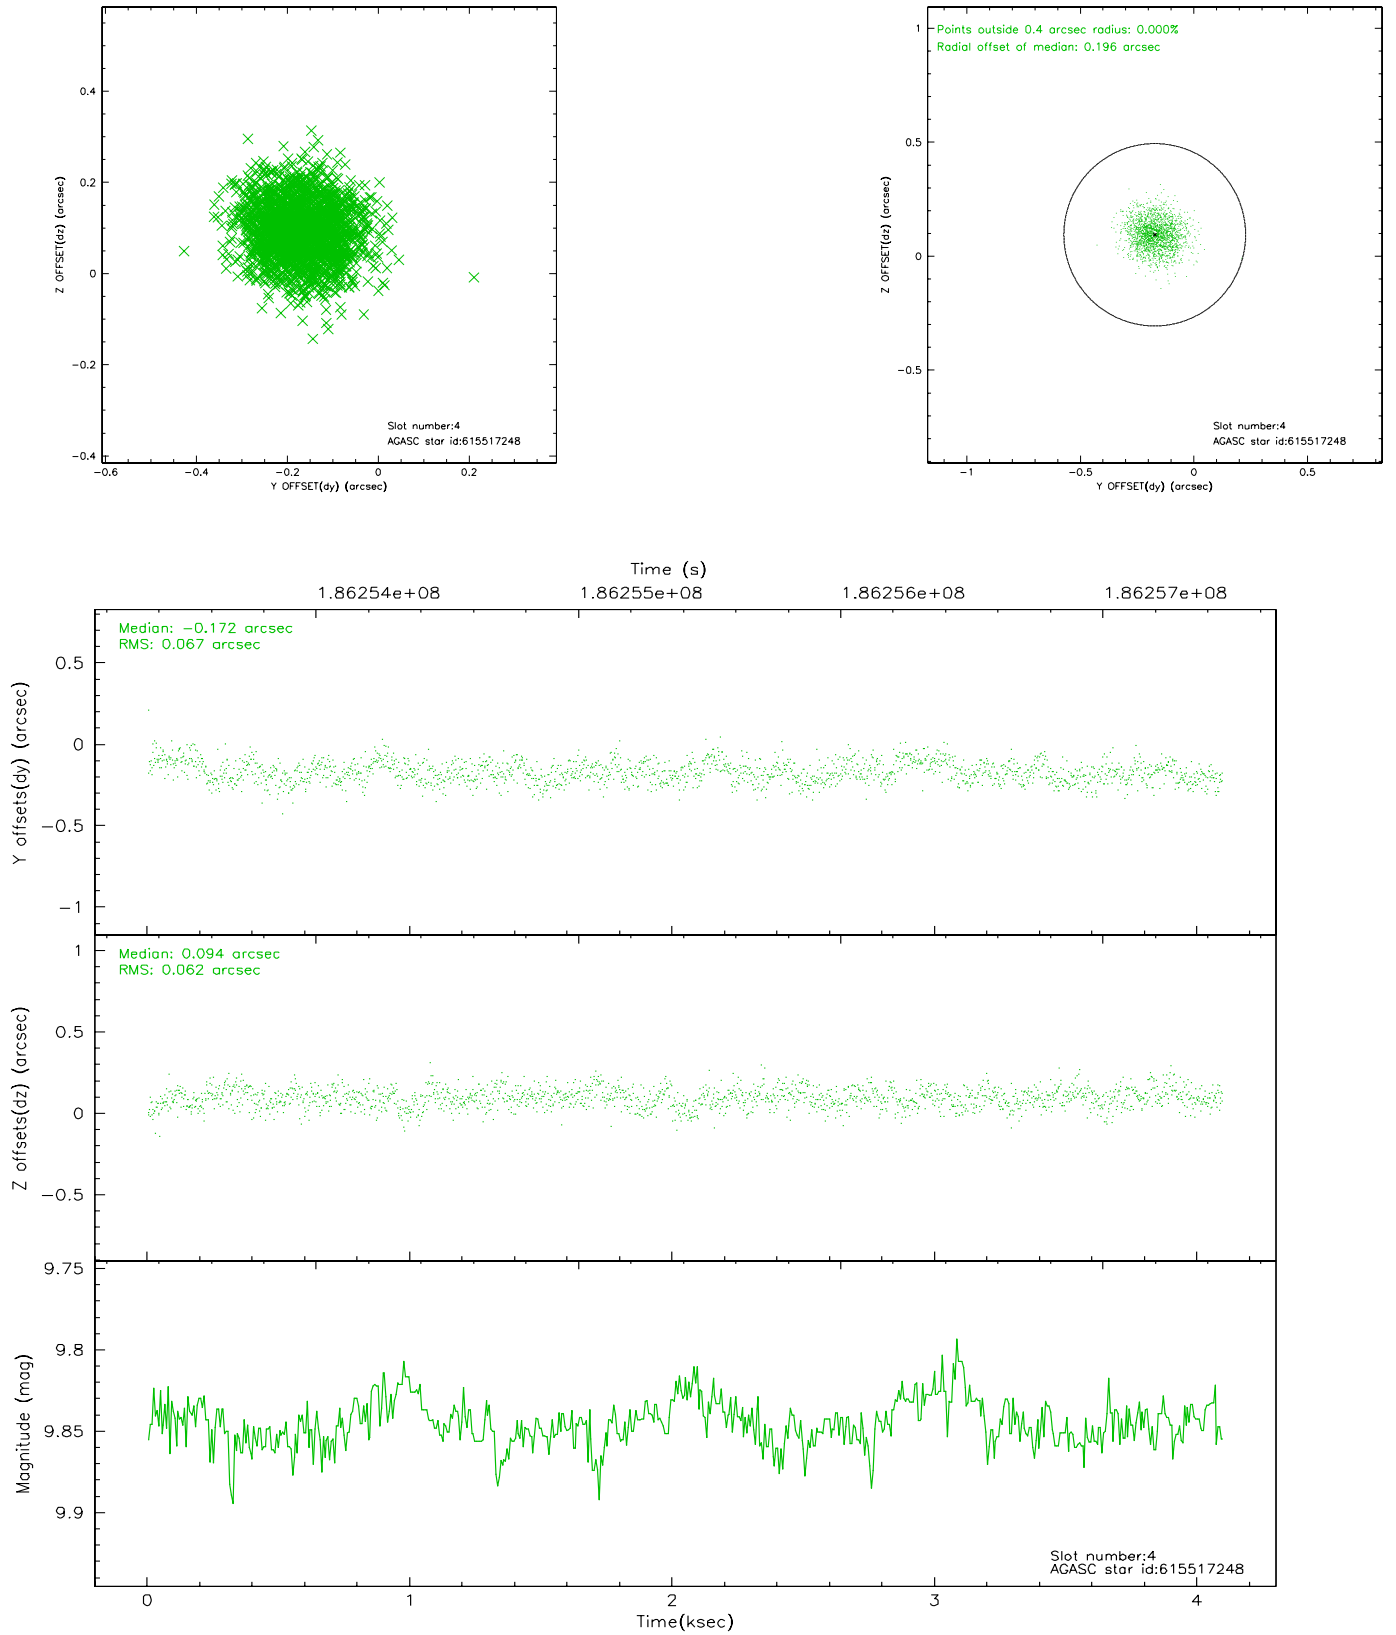 0.4
0.2
0
−0.2
−0.4
−0.6
−0.4
−0.2
0
0.2
Z OFFSET(dz) (arcsec)
Y OFFSET(dy) (arcsec)
Slot number:4
AGASC star id:615517248
Points outside 0.4 arcsec radius: 0.000%
Radial offset of median: 0.196 arcsec
1
0.5
0
−0.5
−1
−0.5
0
0.5
Z OFFSET(dz) (arcsec)
Y OFFSET(dy) (arcsec)
Slot number:4
AGASC star id:615517248
Time (s)
1.86254e+08
1.86255e+08
1.86256e+08
1.86257e+08
Median: −0.172 arcsec
RMS: 0.067 arcsec
0.5
0
−0.5
−1
Y offsets(dy) (arcsec)
Median: 0.094 arcsec
RMS: 0.062 arcsec
1
0.5
0
−0.5
Z offsets(dz) (arcsec)
9.75
9.8
9.85
9.9
Magnitude (mag)
Slot number:4
AGASC star id:615517248
0
1
2
3
4
Time(ksec)